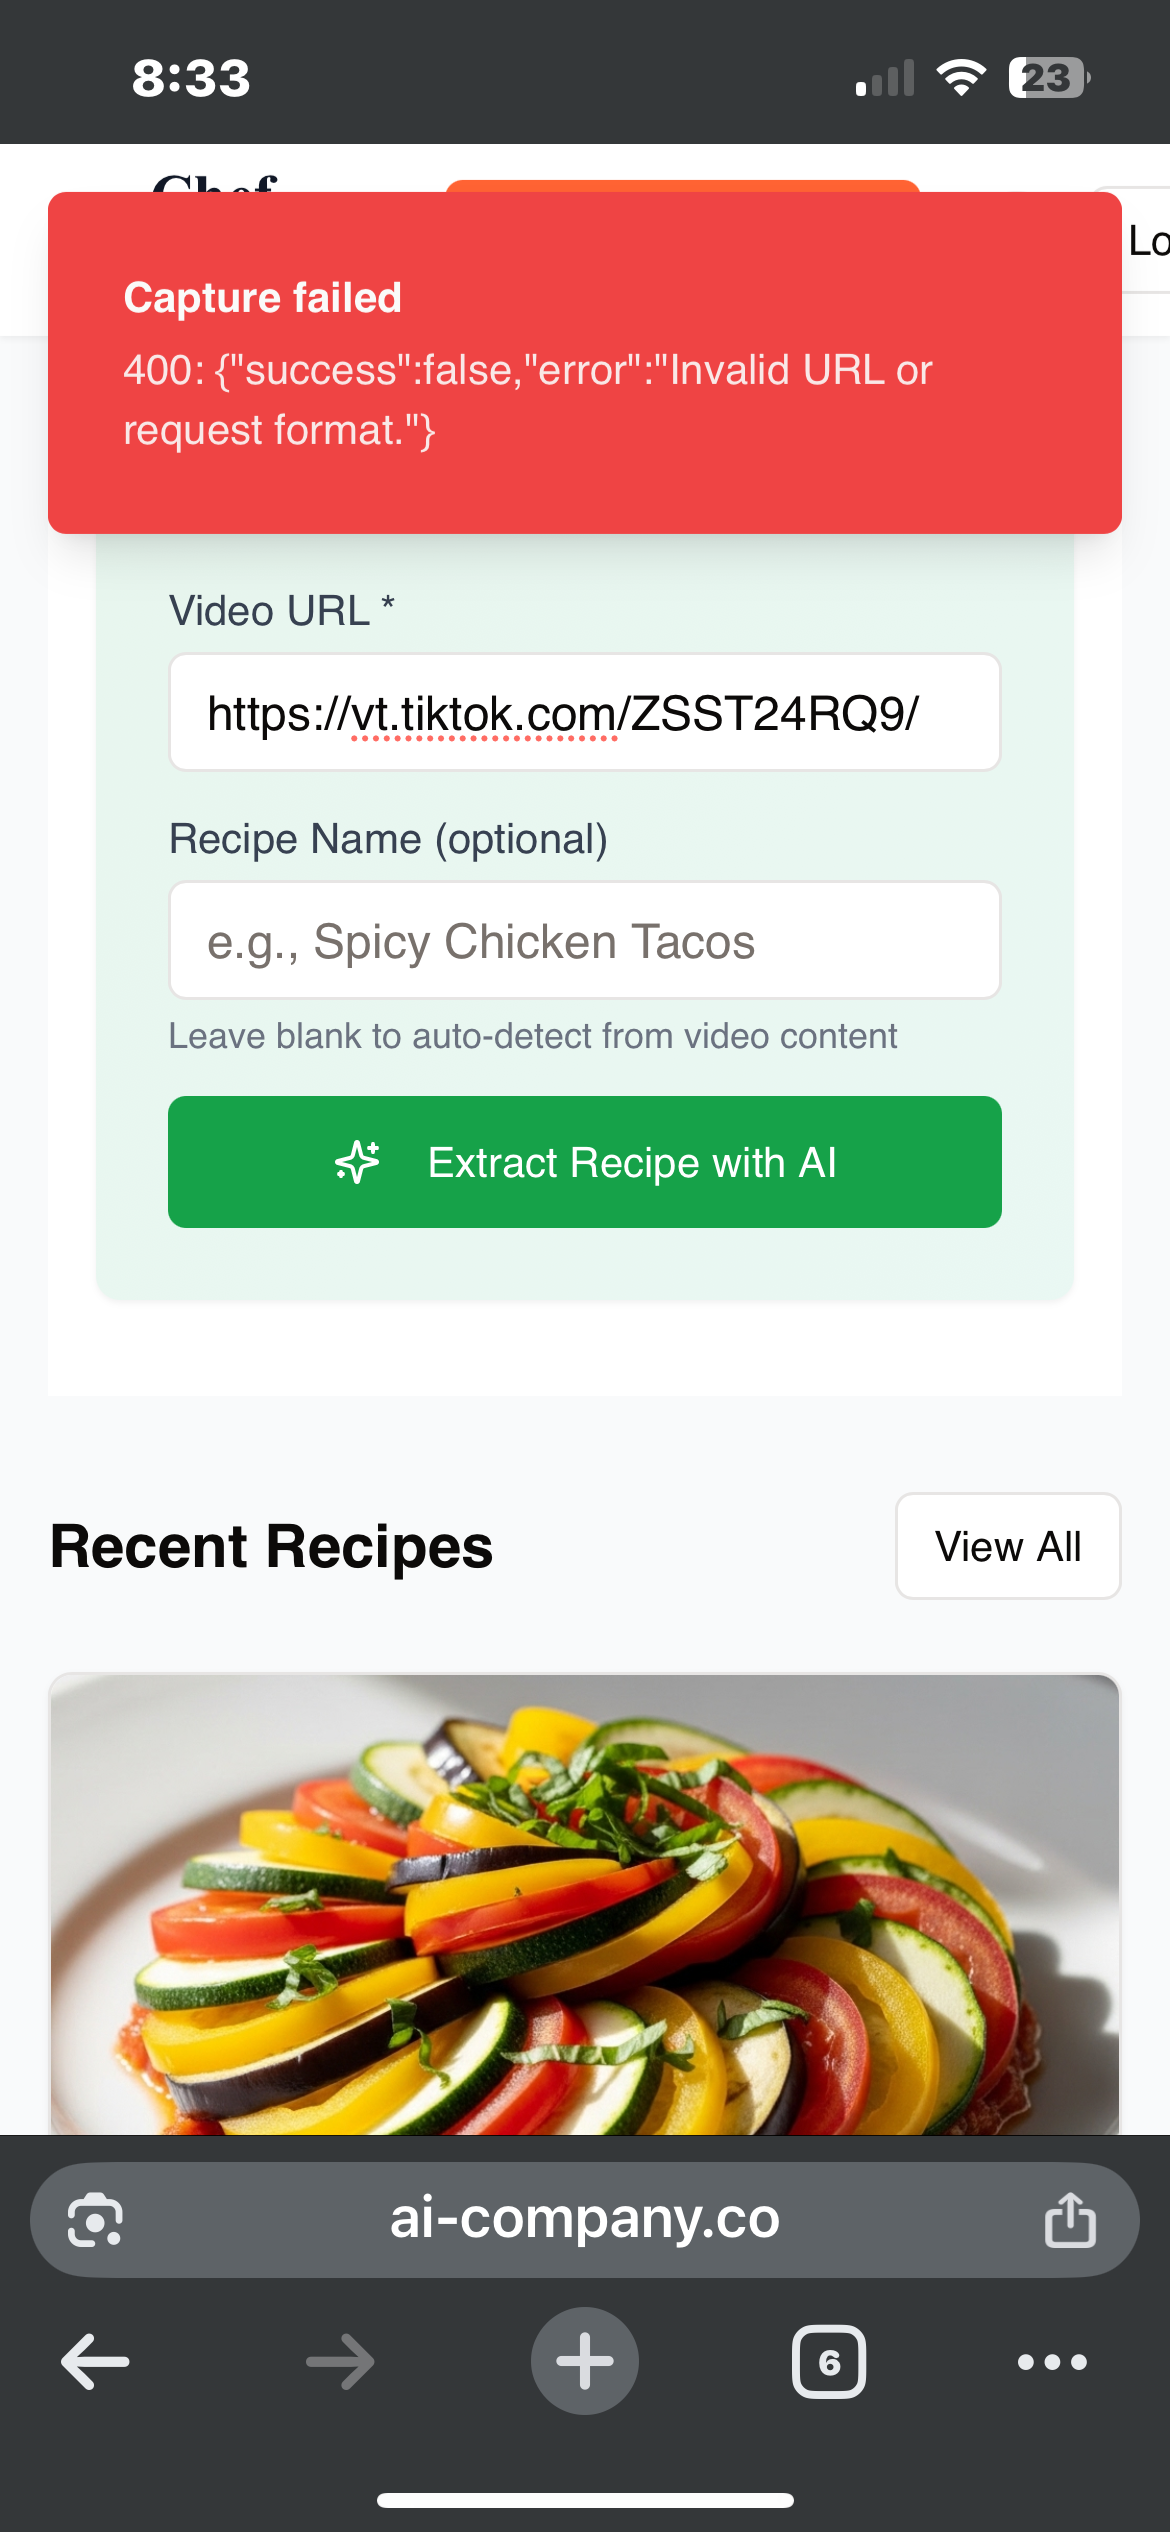 8:33
23
Chef
Lo
Capture failed
400: {"success":false,"error":"Invalid URL or
request format."}
Video URL *
https://vt.tiktok.com/ZSST24RQ9/
Recipe Name (optional)
e.g., Spicy Chicken Tacos
Leave blank to auto-detect from video content
Extract Recipe with AI
Recent Recipes
View All
ai-company.co
6